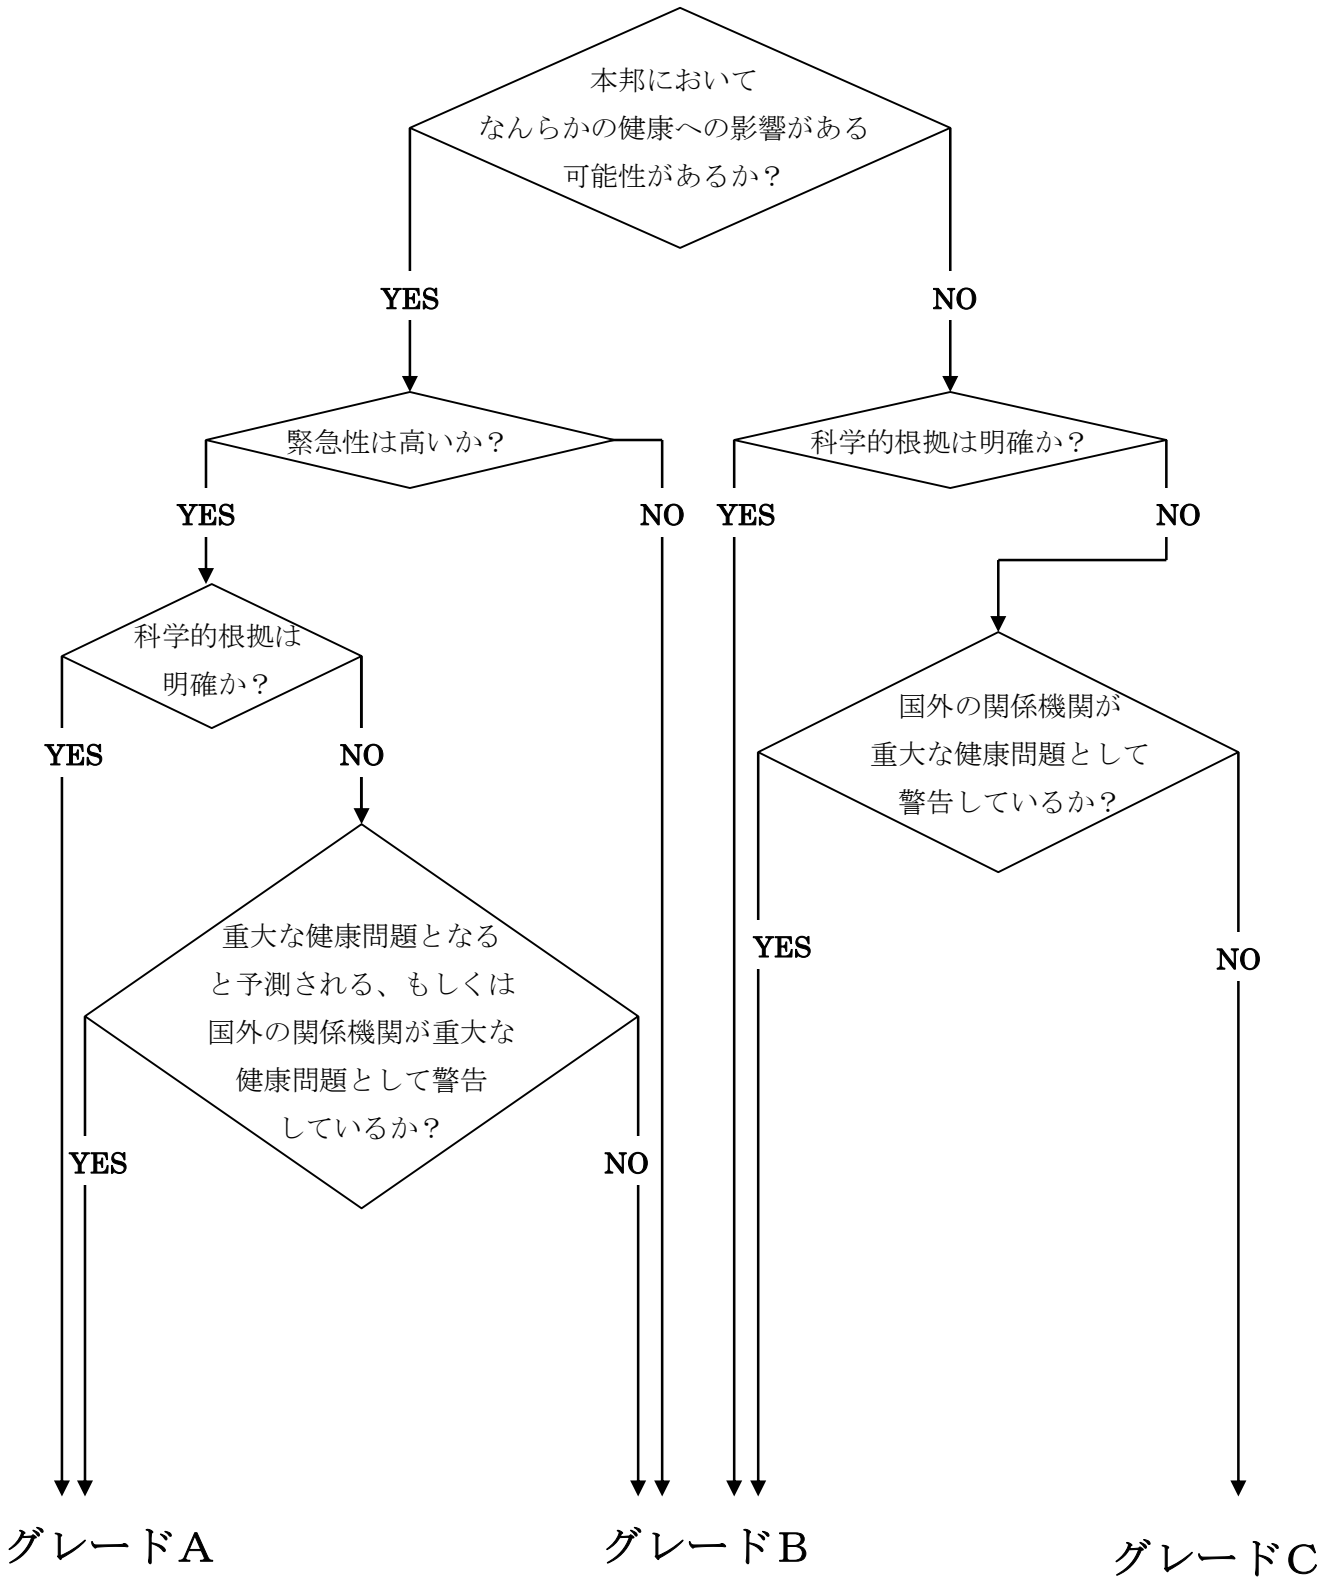 本邦において
なんらかの健康への影響がある
可能性があるか？
YES
NO
緊急性は高いか？
科学的根拠は明確か？
YES
NO
YES
NO
科学的根拠は
明確か？
国外の関係機関が
重大な健康問題として
警告しているか？
YES
NO
重大な健康問題となる
と予測される、もしくは
国外の関係機関が重大な
健康問題として警告
しているか？
YES
NO
YES
NO
グレードA
グレードB
グレードC